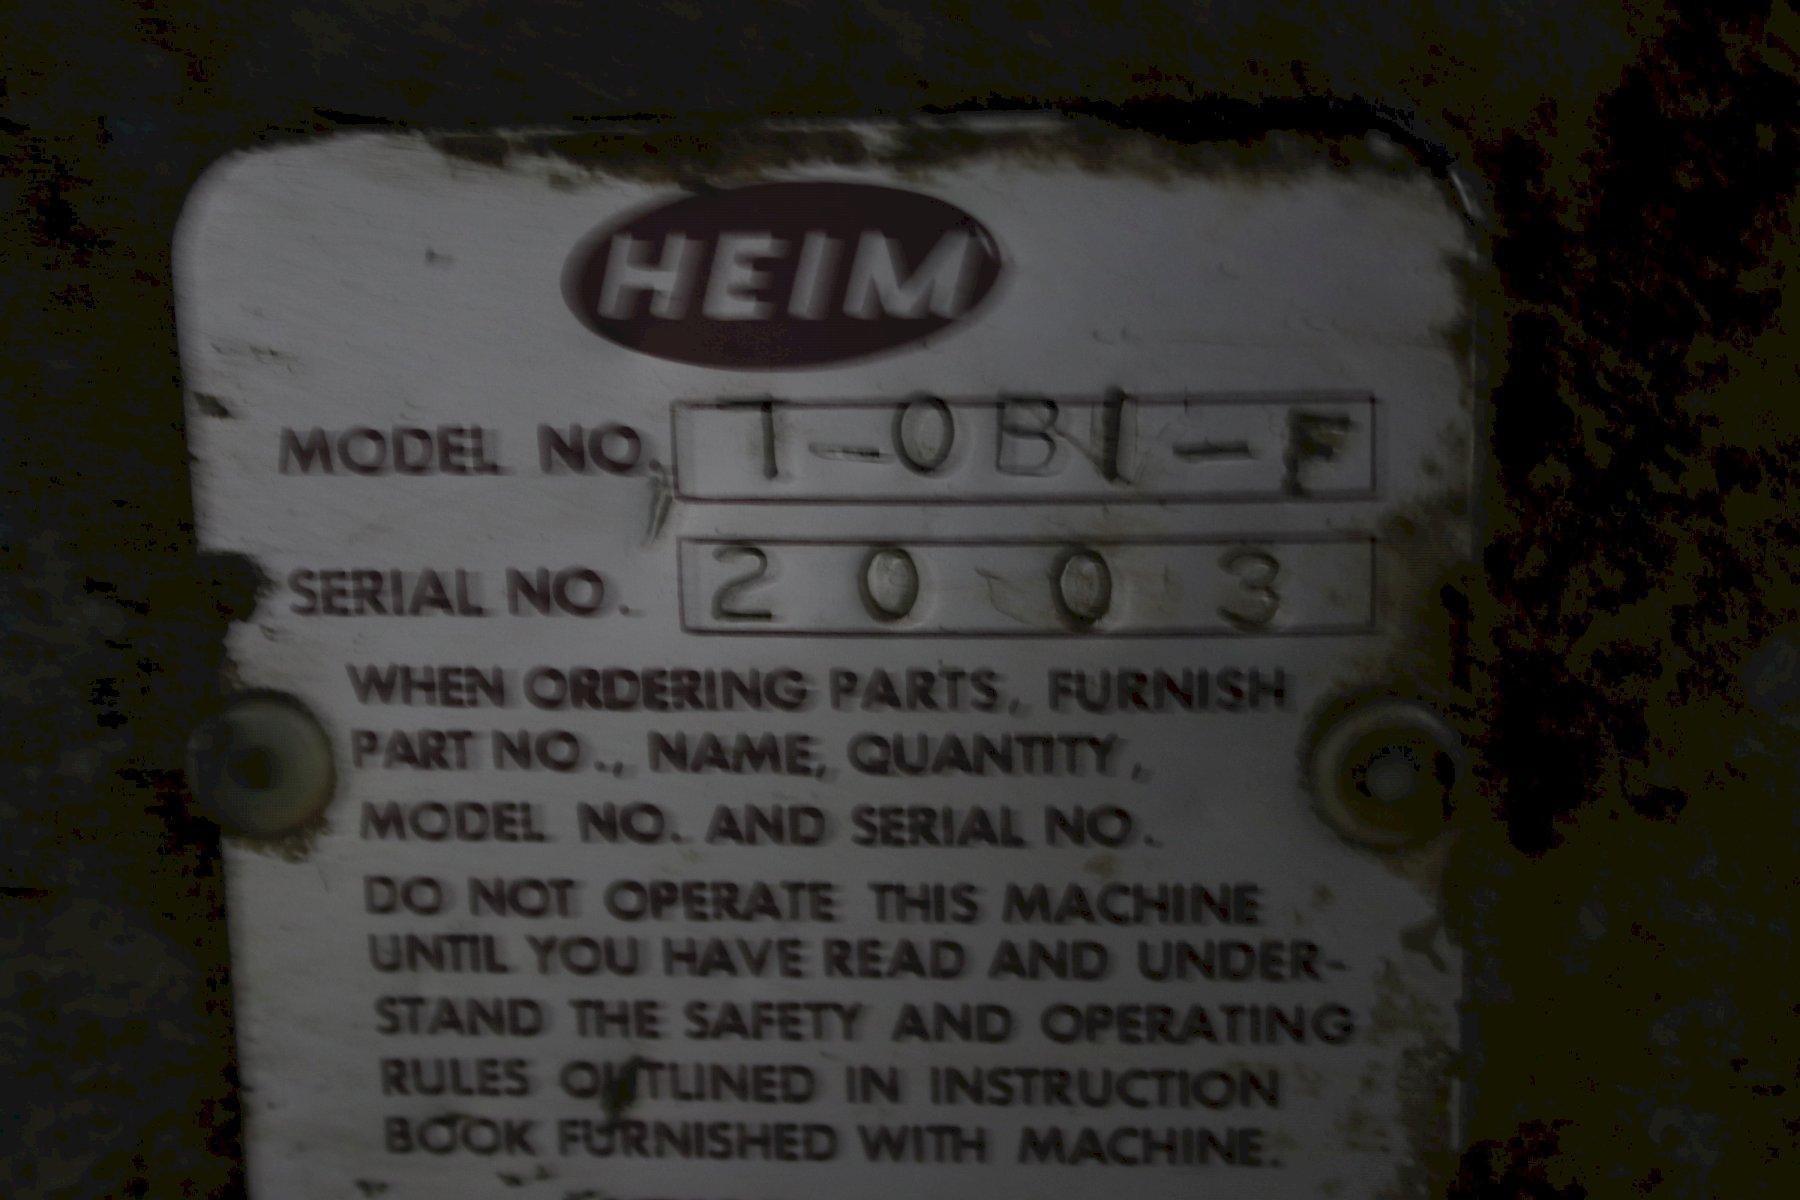 HEIM
MODEL NO. 7-OBI-F
SERIAL NO. 2003
WHEN ORDERING PARTS, FURNISH
PART NO., NAME, QUANTITY,
MODEL NO. AND SERIAL NO.
DO NOT OPERATE THIS MACHINE
UNTIL YOU HAVE READ AND UNDER-
STAND THE SAFETY AND OPERATING
RULES OUTLINED IN INSTRUCTION
BOOK FURNISHED WITH MACHINE.